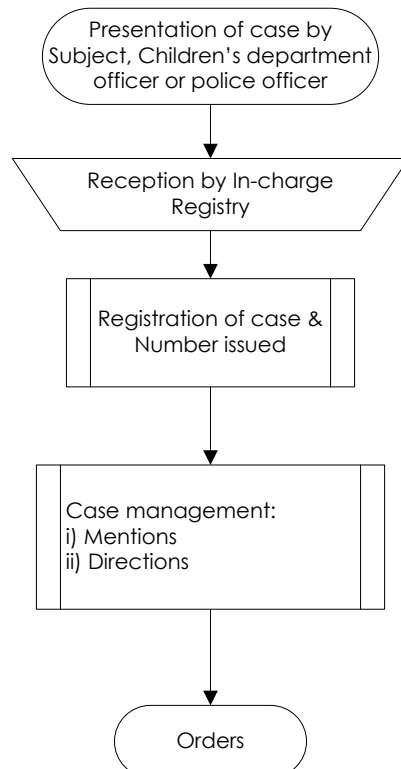 Presentation of case by
Subject, Children’s department
officer or police officer
Reception by In-charge
Registry
Registration of case &
Number issued
Case management:
i) Mentions
ii) Directions
Orders